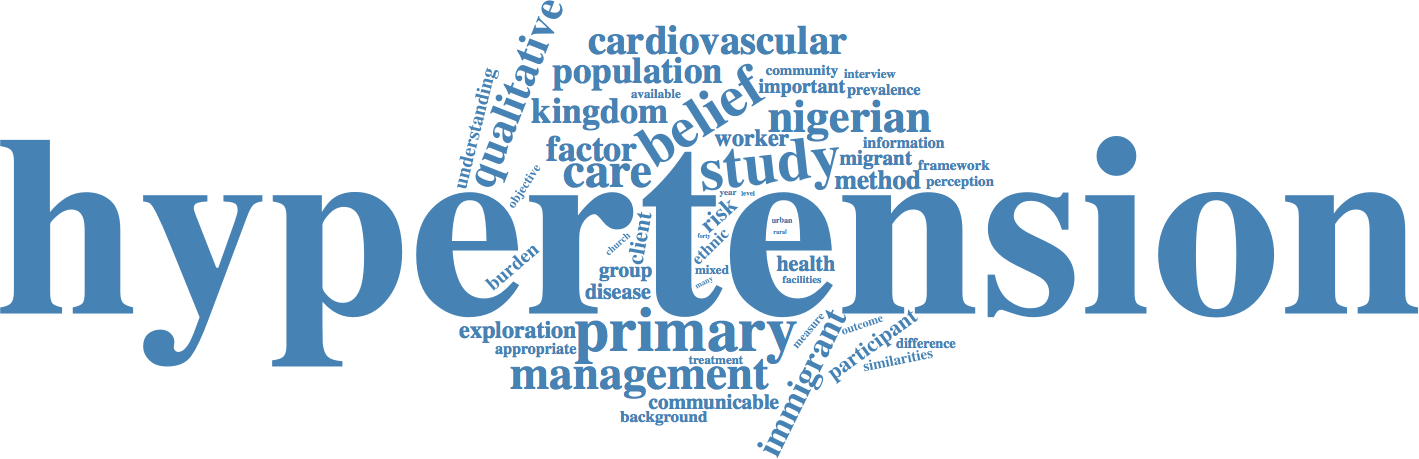 qualitative
cardiovascular
population
community
interview
understanding
available
belief
important
prevalence
kingdom
nigerian
factor
worker
information
care
study
migrant
framework
objective
method
perception
hypertension
year
level
risk
urban
rural
church
client
forty
ethnic
burden
group
mixed
health
disease
many
facilities
exploration
primary
measure
outcome
participant
appropriate
treatment
immigrant
difference
similarities
management
communicable
background